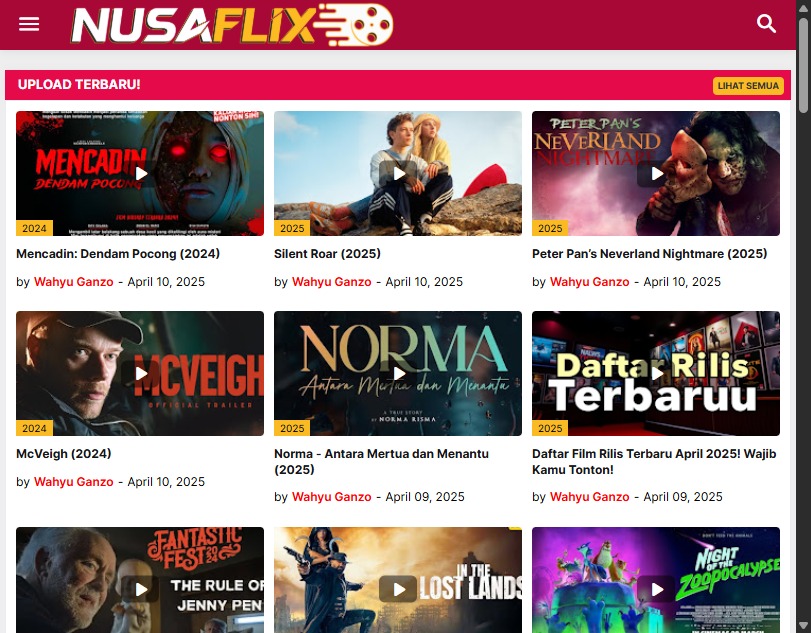 NUSAFLIX
UPLOAD TERBARU!
LIHAT SEMUA
NONTON SINI!
MENCADIN
DENDAM POCONG
2024
2025
PETER PAN'S
NEVERLAND
NIGHTMARE
2025
Mencadin: Dendam Pocong (2024)
Silent Roar (2025)
Peter Pan’s Neverland Nightmare (2025)
by Wahyu Ganzo - April 10, 2025
by Wahyu Ganzo - April 10, 2025
by Wahyu Ganzo - April 10, 2025
MCVEIGH
OFFICIAL TRAILER
2024
NORMA
Antara Mertua dan Menantu
A TRUE STORY
BY NORMA RISMA
2025
Daftar Rilis
Terbaruu
2025
McVeigh (2024)
Norma - Antara Mertua dan Menantu
(2025)
Daftar Film Rilis Terbaru April 2025! Wajib
Kamu Tonton!
by Wahyu Ganzo - April 10, 2025
by Wahyu Ganzo - April 09, 2025
by Wahyu Ganzo - April 09, 2025
FANTASTIC
FEST 2024
THE RULE OF
JENNY PEN
IN THE
LOST LANDS
NIGHT
OF THE
ZOOPOCALYPSE